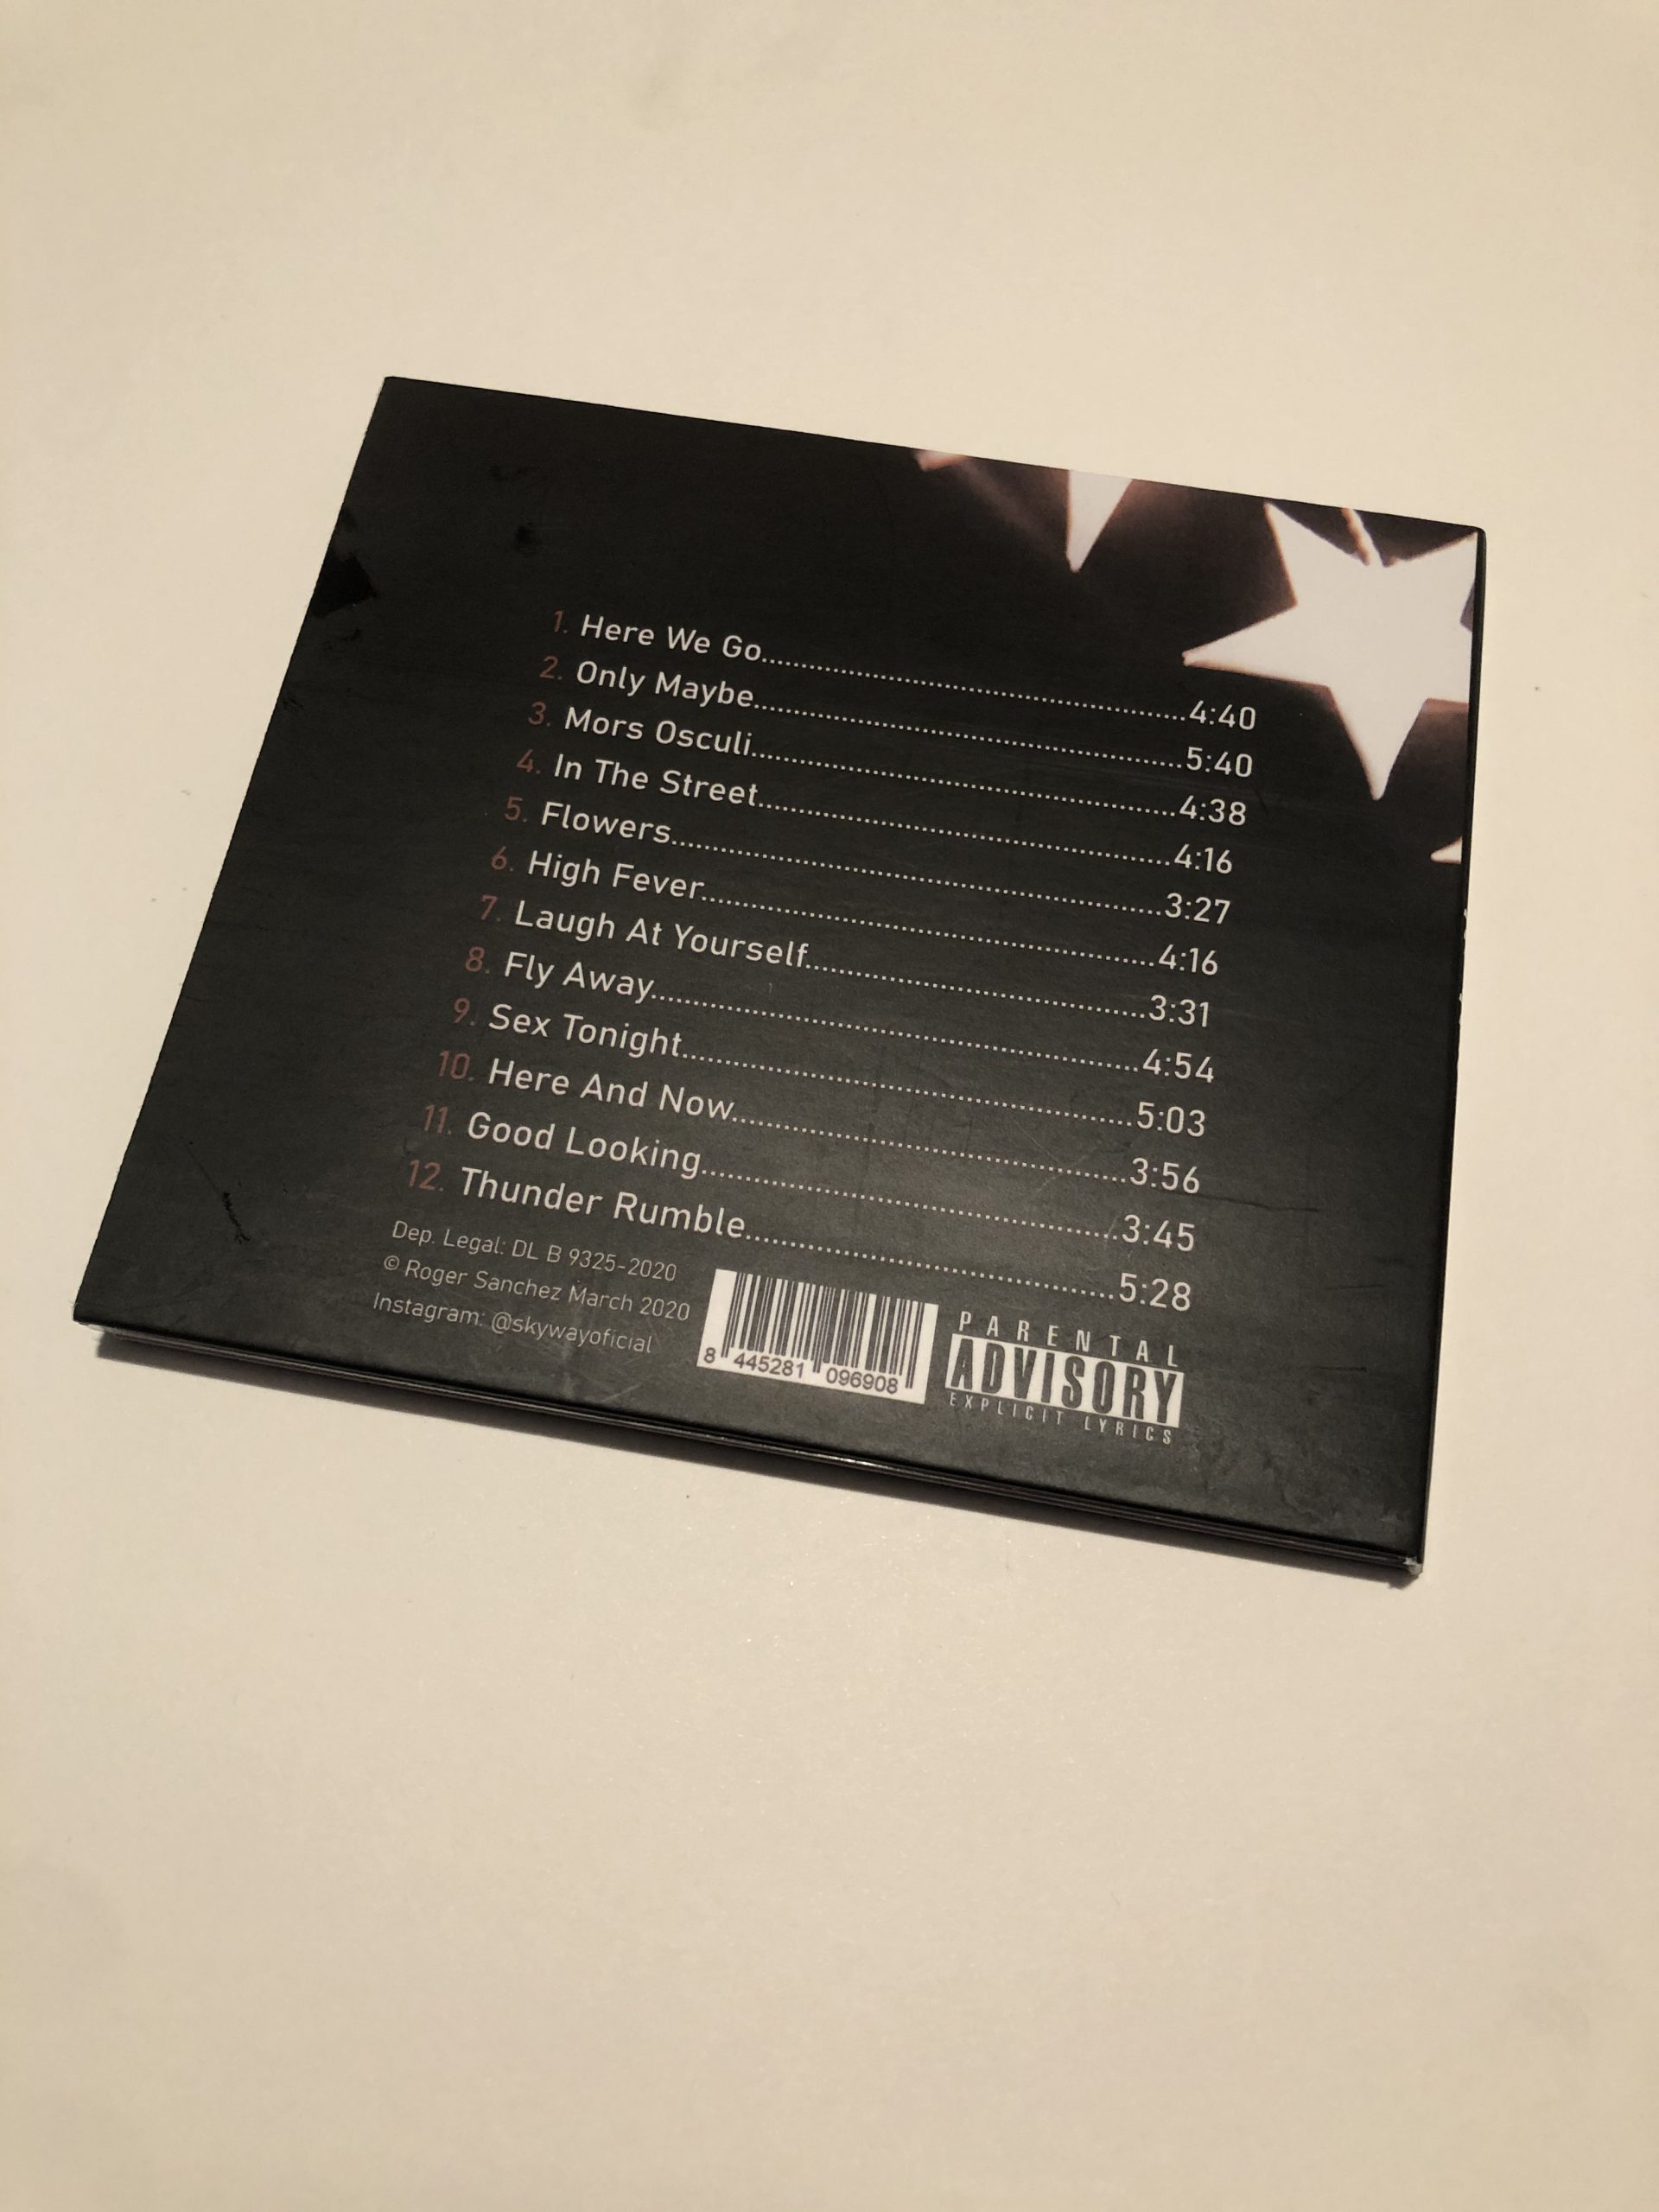 1. Here We Go..........4:40
2. Only Maybe..........5:40
3. Mors Osculi..........4:38
4. In The Street..........4:16
5. Flowers..........3:27
6. High Fever..........4:16
7. Laugh At Yourself..........3:31
8. Fly Away..........4:54
9. Sex Tonight..........5:03
10. Here And Now..........3:56
11. Good Looking..........3:45
12. Thunder Rumble..........5:28
Dep. Legal: DL B 9325-2020
© Roger Sanchez March 2020
Instagram: @skywayoficial
8 445281 096908
PARENTAL
ADVISORY
EXPLICIT LYRICS